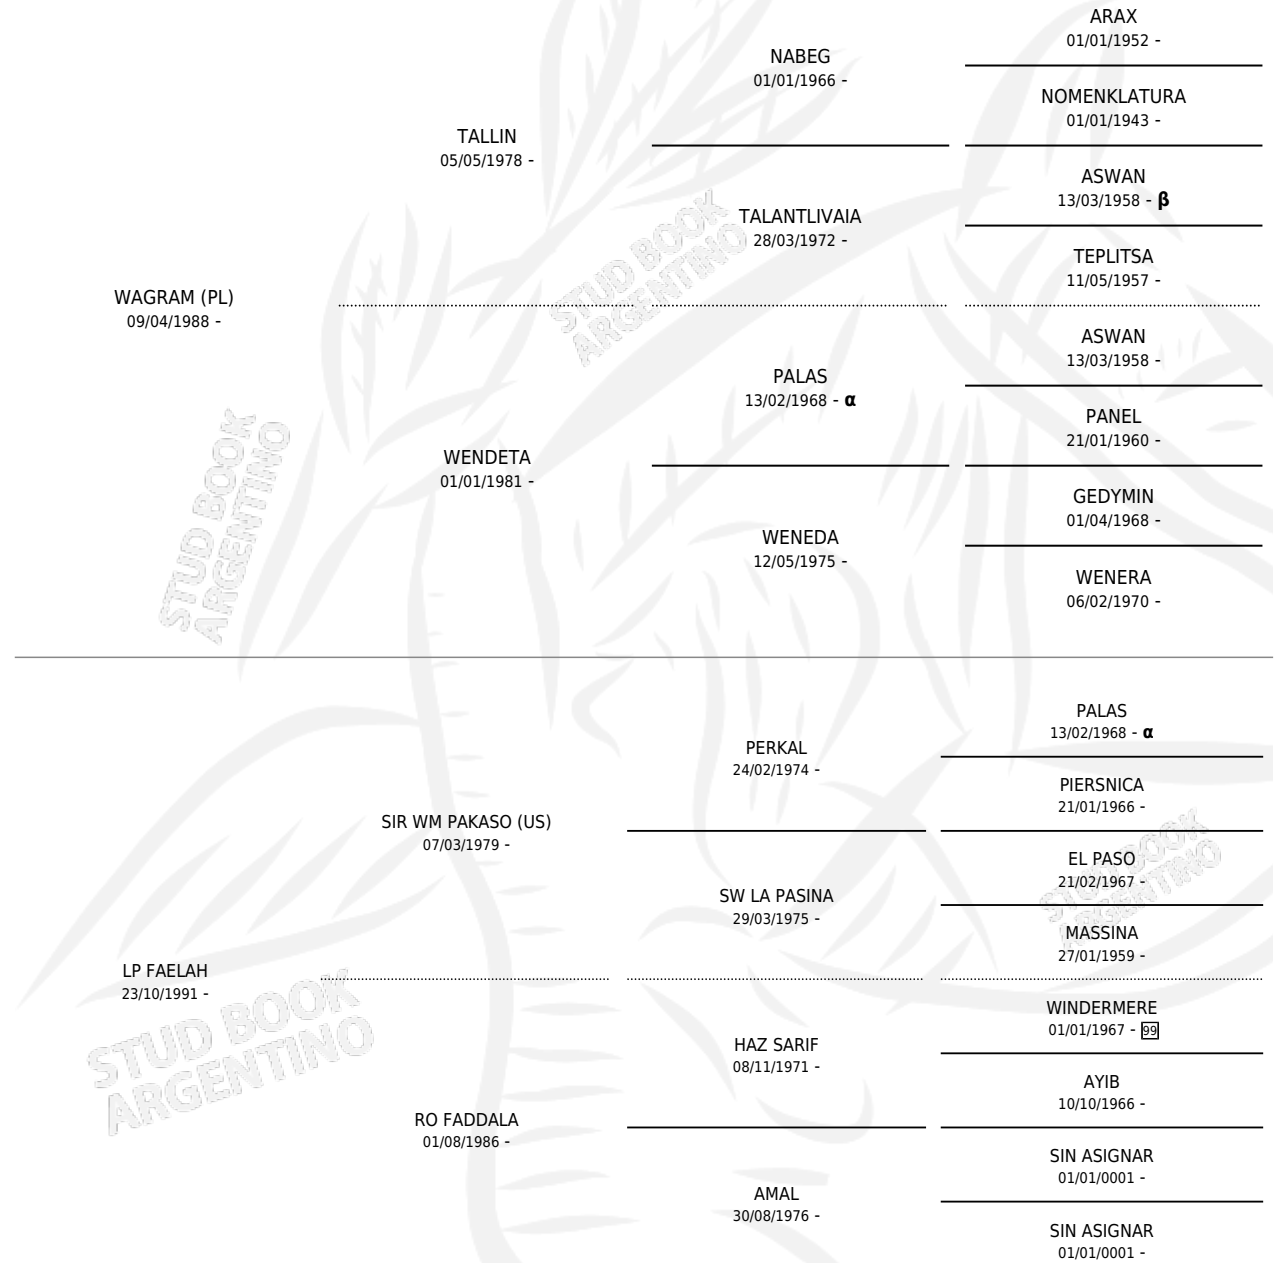 ARAX
01/01/1952 -
NABEG
01/01/1966 -
NOMENKLATURA
01/01/1943 -
TALLIN
05/05/1978 -
ASWAN
13/03/1958 - β
TALANTLIVAIA
28/03/1972 -
TEPLITSA
11/05/1957 -
STUD BOOK
ARGENTINO
WAGRAM (PL)
09/04/1988 -
ASWAN
13/03/1958 -
PALAS
13/02/1968 - α
PANEL
21/01/1960 -
WENDETA
01/01/1981 -
GEDYMIN
01/04/1968 -
WENEDA
12/05/1975 -
WENERA
06/02/1970 -
STUD BOOK
ARGENTINO
PALAS
13/02/1968 - α
PERKAL
24/02/1974 -
PIERSNICA
21/01/1966 -
SIR WM PAKASO (US)
07/03/1979 -
EL PASO
21/02/1967 -
SW LA PASINA
29/03/1975 -
MASSINA
27/01/1959 -
STUD BOOK
ARGENTINO
LP FAELAH
23/10/1991 -
WINDERMERE
01/01/1967 - 99
HAZ SARIF
08/11/1971 -
AYIB
10/10/1966 -
STUD BOOK
ARGENTINO
RO FADDALA
01/08/1986 -
SIN ASIGNAR
01/01/0001 -
AMAL
30/08/1976 -
SIN ASIGNAR
01/01/0001 -